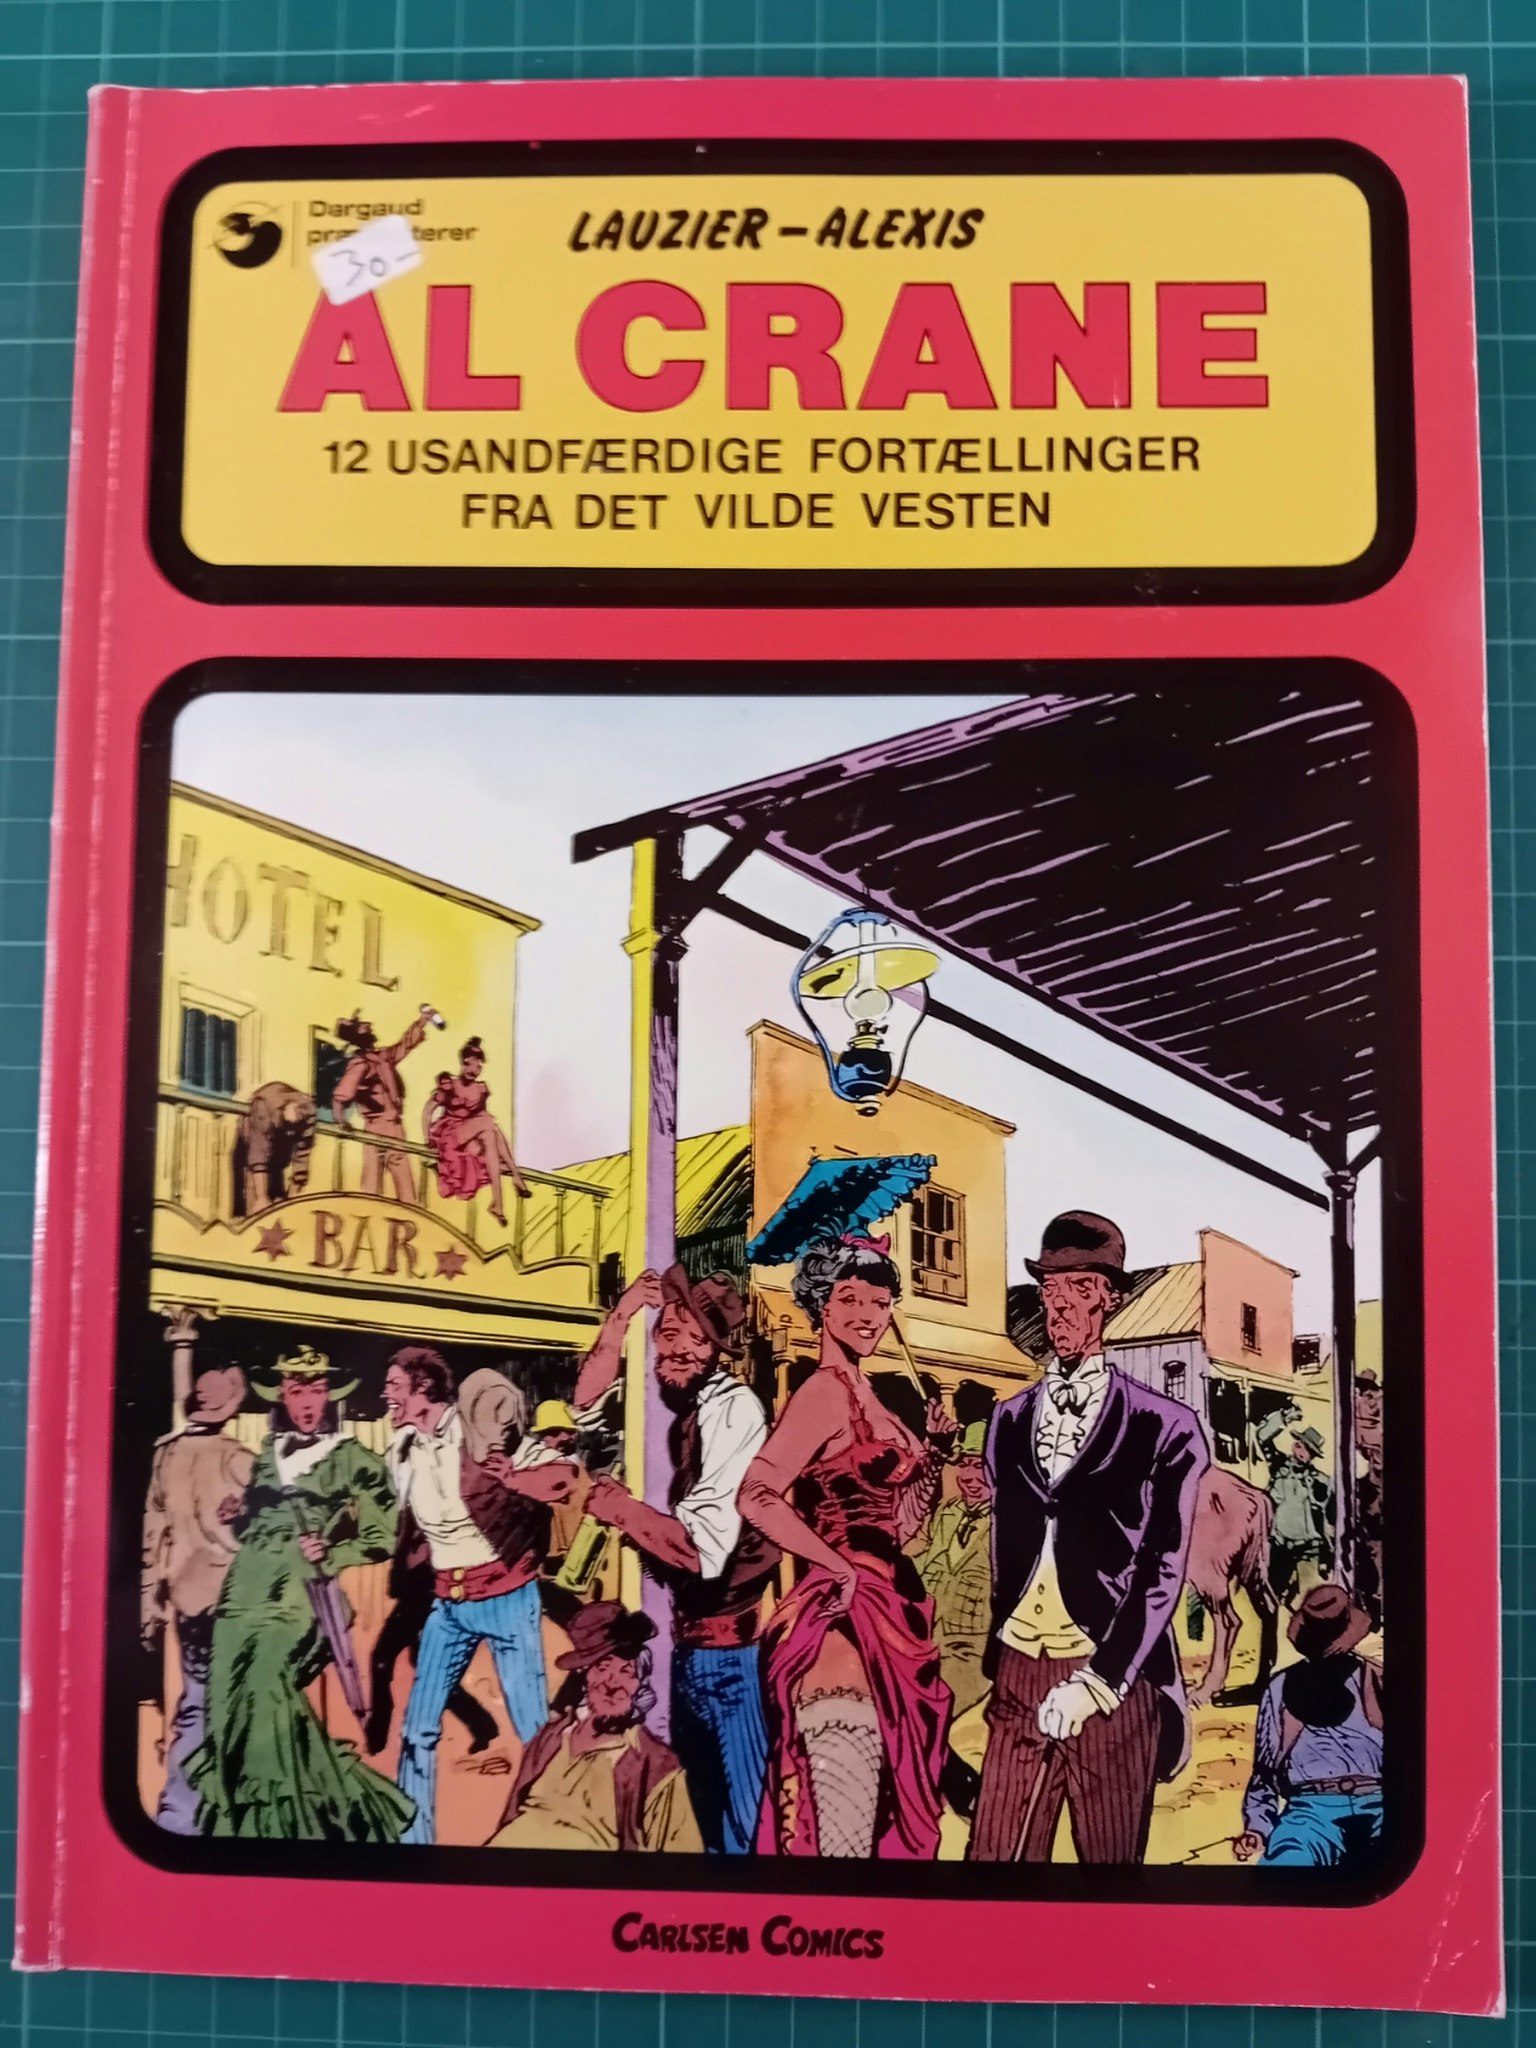 Dargaud
30-
LAUZIER - ALEXIS
AL CRANE
12 USANDFÆRDIGE FORTÆLLINGER
FRA DET VILDE VESTEN
HOTEL
BAR
CARLSEN COMICS